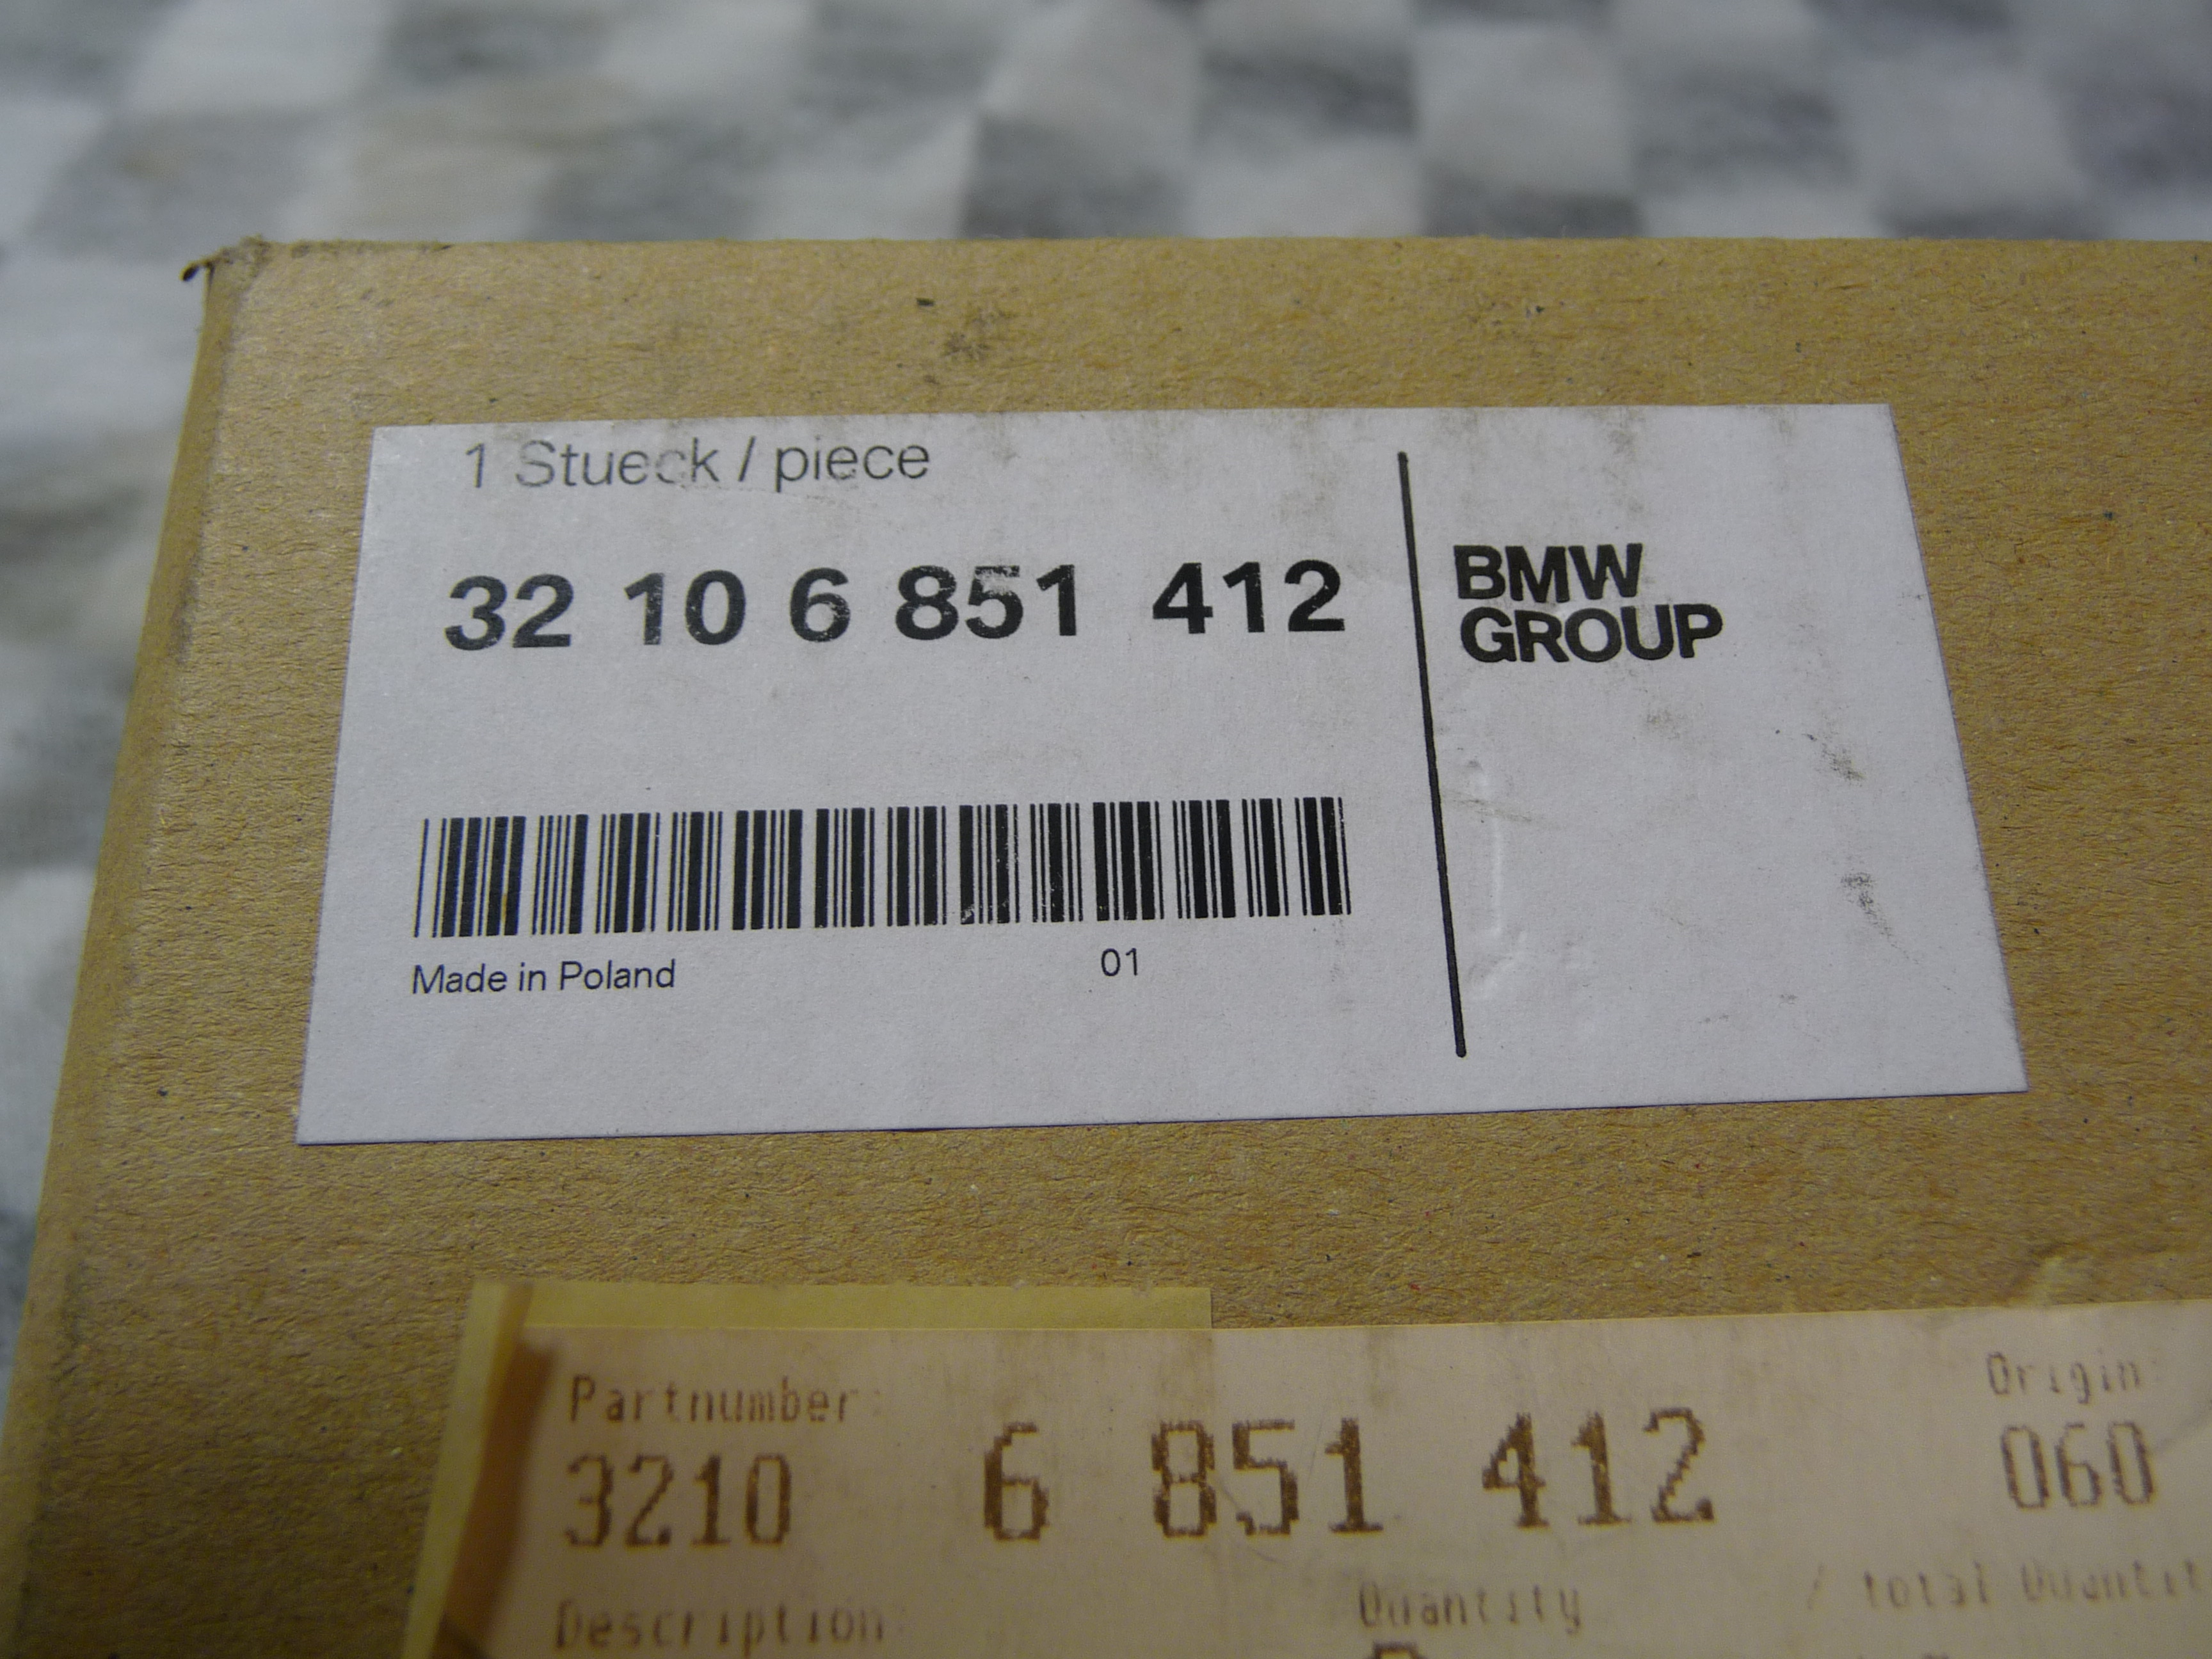 1 Stueck / piece
32 10 6 851 412
BMW
GROUP
Made in Poland 01
Partnumber: Origin
3210 6 851 412 060
Description: Quantity / total Quantit